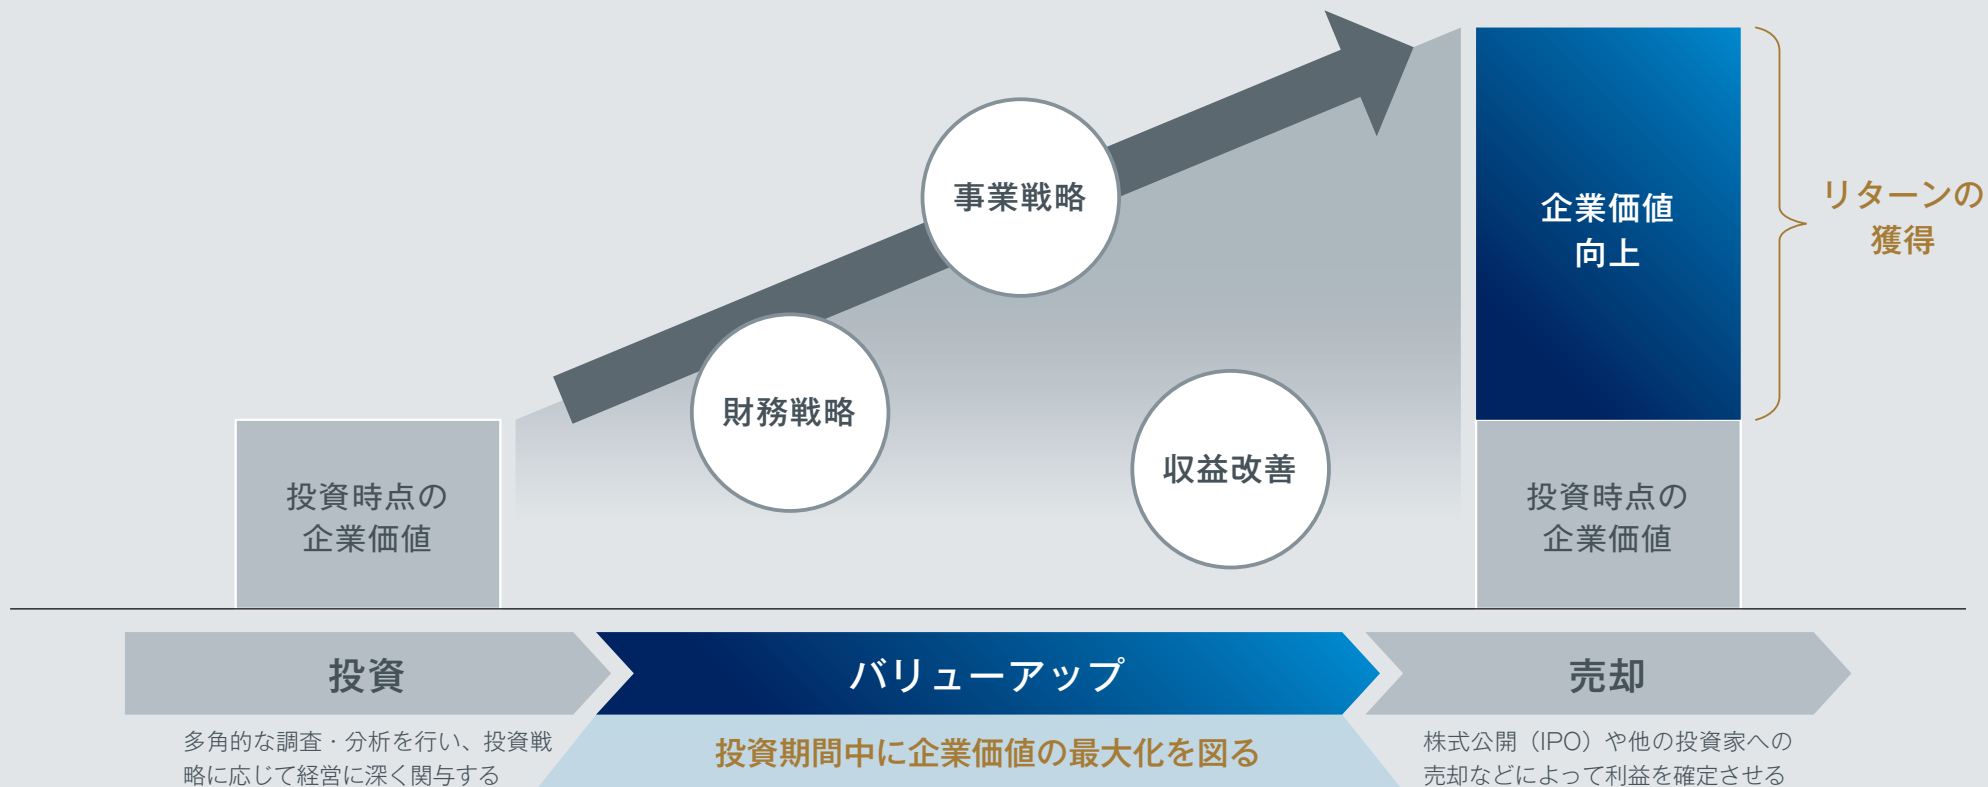 事業戦略
財務戦略
収益改善
企業価値
向上
リターンの
獲得
投資時点の
企業価値
投資時点の
企業価値
投資
バリューアップ
売却
多角的な調査・分析を行い、投資戦
略に応じて経営に深く関与する
投資期間中に企業価値の最大化を図る
株式公開（IPO）や他の投資家への
売却などによって利益を確定させる